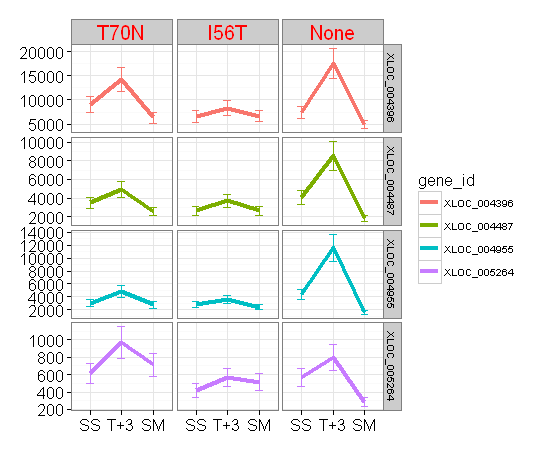 T70N I56T None
20000
15000
10000
5000
XLOC_004396
10000
8000
6000
4000
2000
XLOC_004487
14000
12000
10000
8000
6000
4000
2000
XLOC_004955
1000
800
600
400
200
XLOC_005264
SS T+3 SM SS T+3 SM SS T+3 SM
gene_id
XLOC_004396
XLOC_004487
XLOC_004955
XLOC_005264